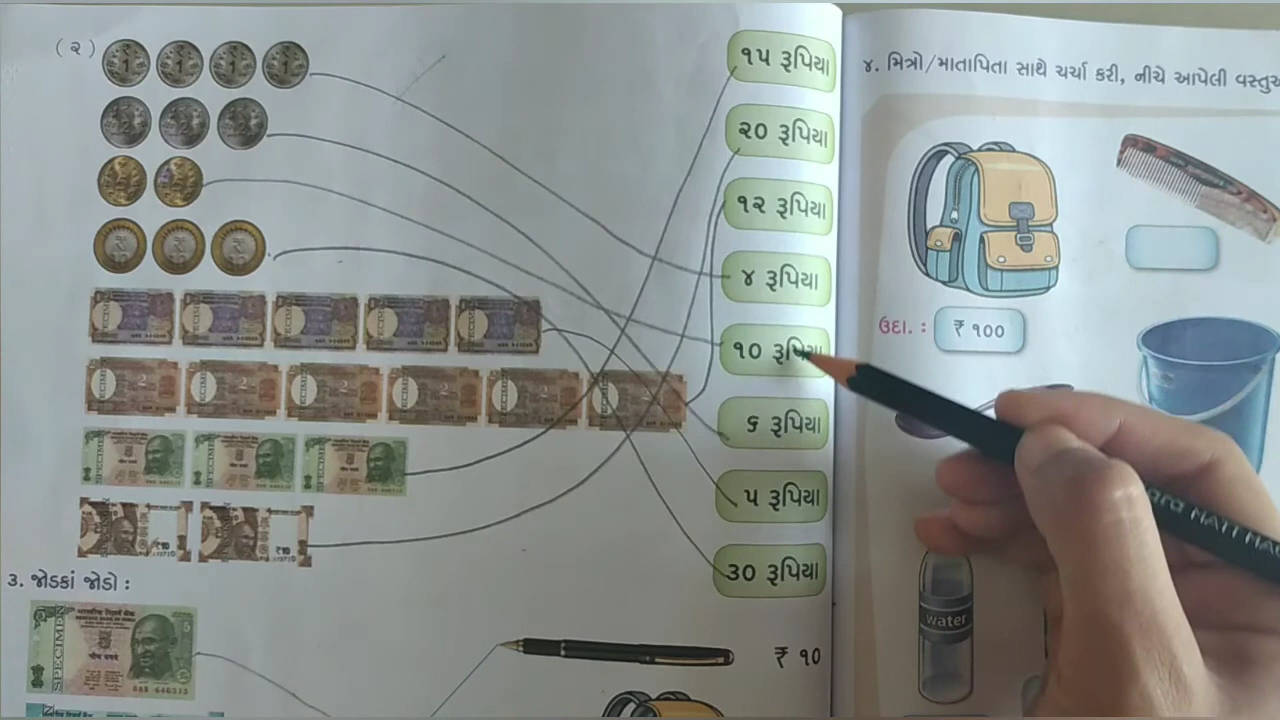 (૨)
૧૫ રૂપિયા
૨૦ રૂપિયા
૧૨ રૂપિયા
૪ રૂપિયા
૧૦ રૂપિયા
૬ રૂપિયા
૫ રૂપિયા
૩૦ રૂપિયા
૩. જોડકાં જોડો :
SPECIMEN
₹ ૧૦
૪. મિત્રો/માતાપિતા સાથે ચર્ચા કરી, નીચે આપેલી
ઉદા. : ₹ ૧૦૦
water